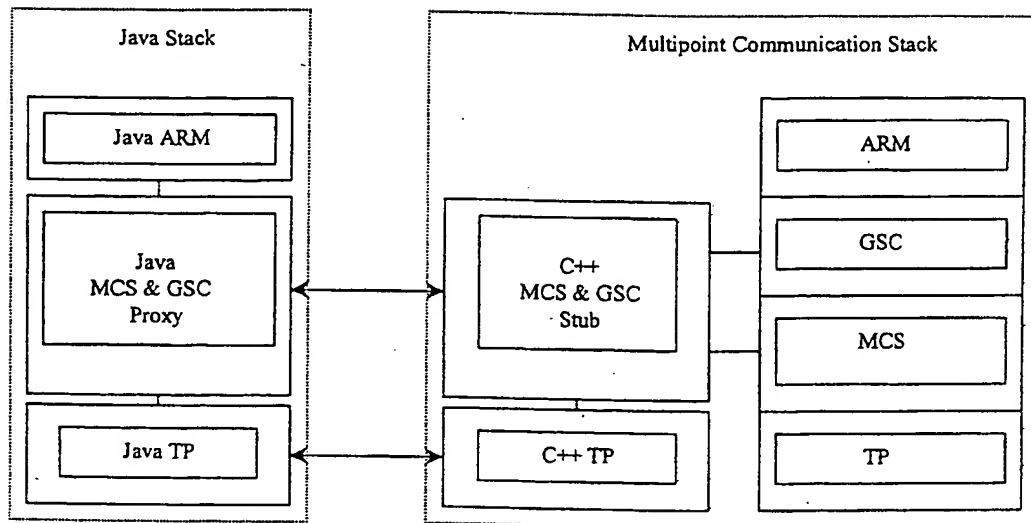 Java Stack
Java ARM
Java
MCS & GSC
Proxy
Java TP
Multipoint Communication Stack
C++
MCS & GSC
Stub
C++ TP
ARM
GSC
MCS
TP